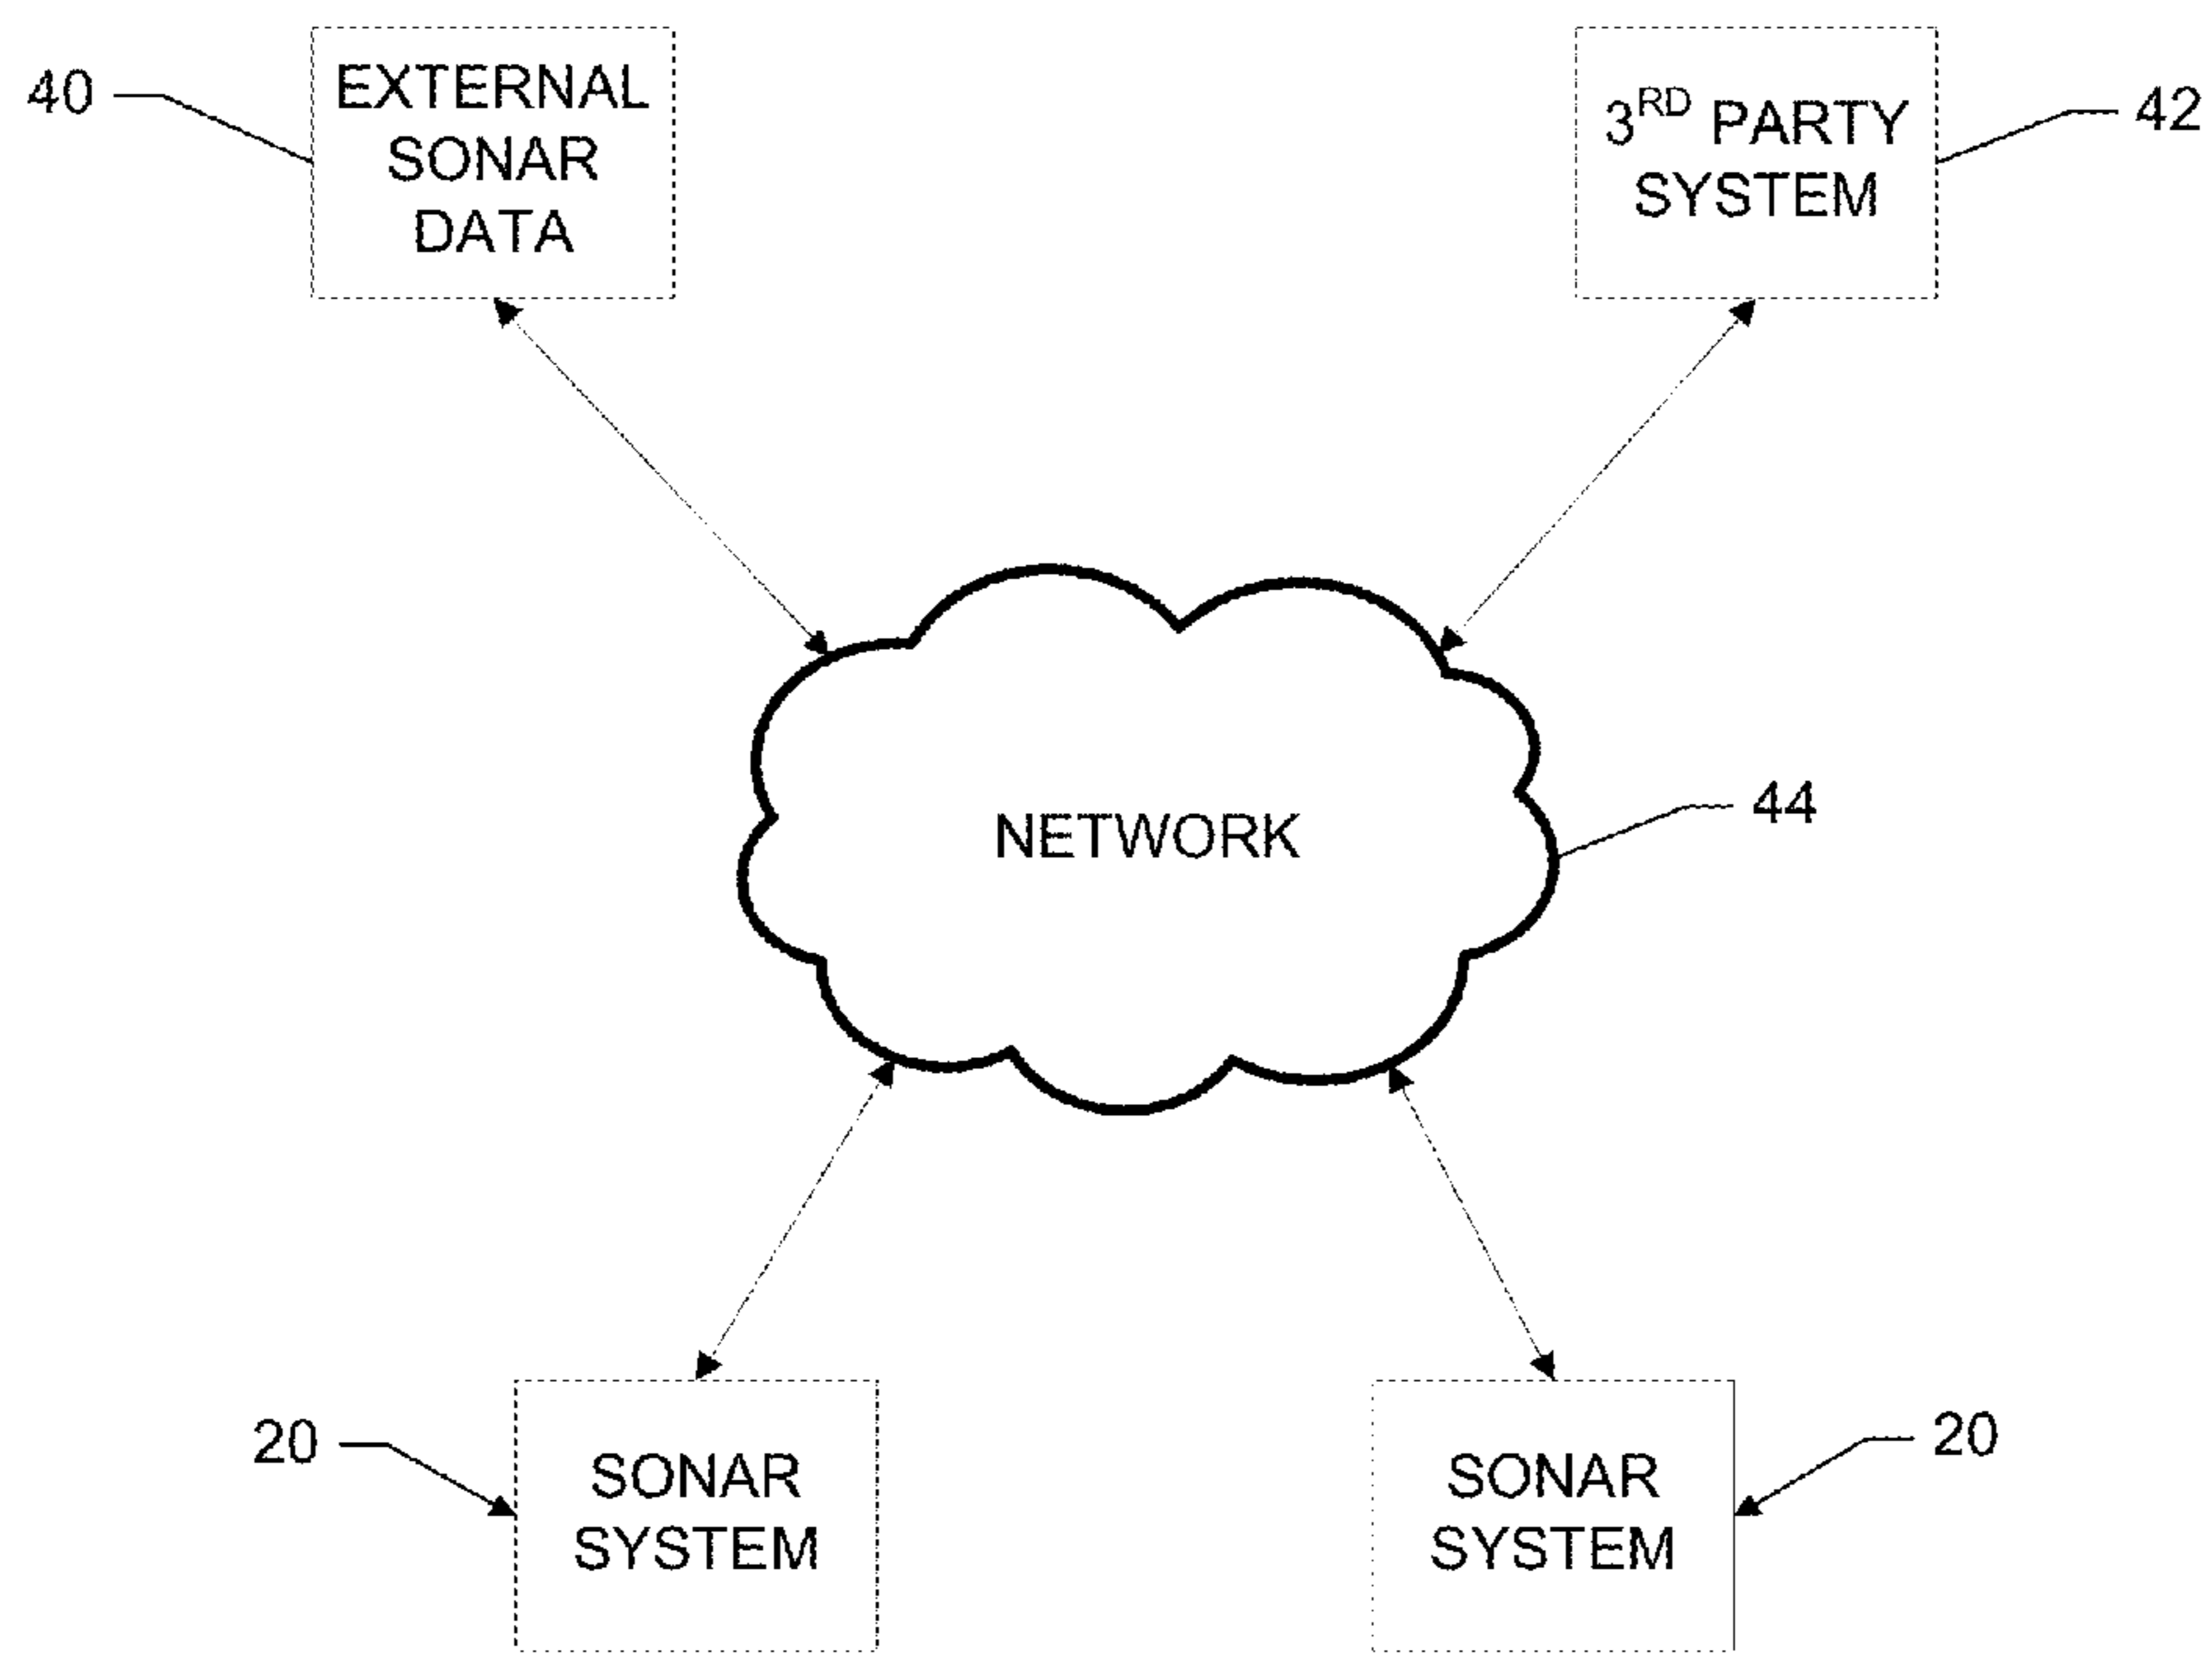 40
EXTERNAL
SONAR
DATA
3RD PARTY
SYSTEM
42
NETWORK
44
20
SONAR
SYSTEM
SONAR
SYSTEM
20